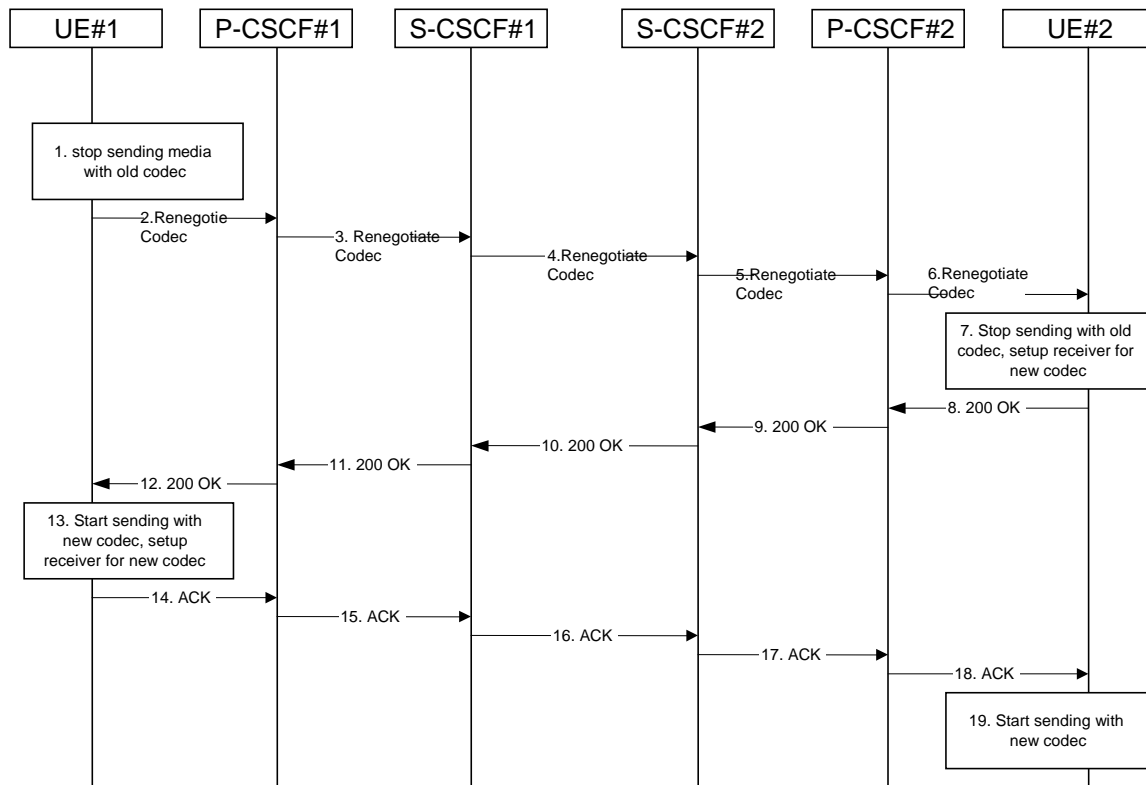 UE#1
P-CSCF#1
S-CSCF#1
S-CSCF#2
P-CSCF#2
UE#2
1. stop sending media
with old codec
2.Renegotie
Codec
3. Renegotiate
Codec
4.Renegotiate
Codec
5.Renegotiate
Codec
6.Renegotiate
Codec
7. Stop sending with old
codec, setup receiver for
new codec
8. 200 OK
9. 200 OK
10. 200 OK
11. 200 OK
12. 200 OK
13. Start sending with
new codec, setup
receiver for new codec
14. ACK
15. ACK
16. ACK
17. ACK
18. ACK
19. Start sending with
new codec